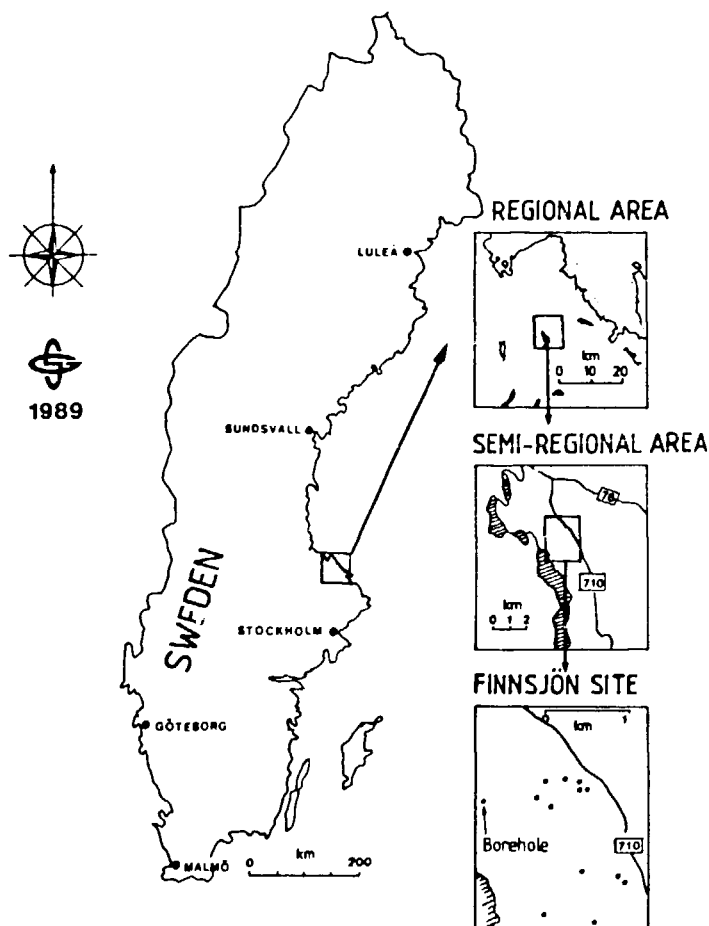 REGIONAL AREA
LULEÅ
km
0 10 20
1989
SUNDSVALL
SEMI-REGIONAL AREA
76
710
km
0 1 2
SWEDEN
STOCKHOLM
FINNSJÖN SITE
0 1
km
GÖTEBORG
Borehole
710
MALMÖ
km
0 200